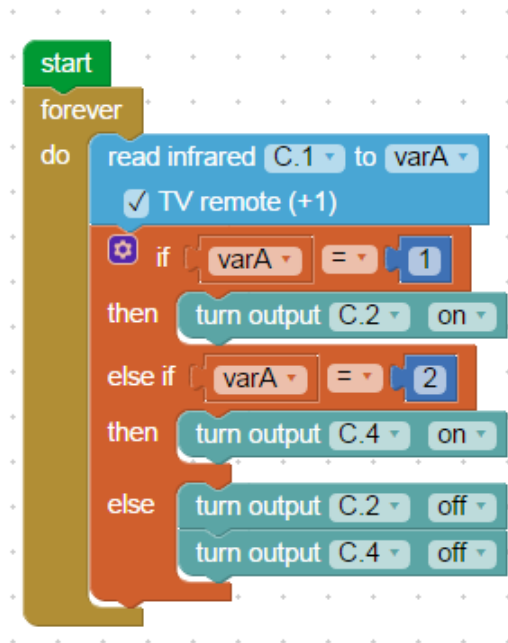 start
forever
do read infrared C.1 to varA
✓ TV remote (+1)
if varA = 1
then turn output C.2 on
else if varA = 2
then turn output C.4 on
else turn output C.2 off
turn output C.4 off